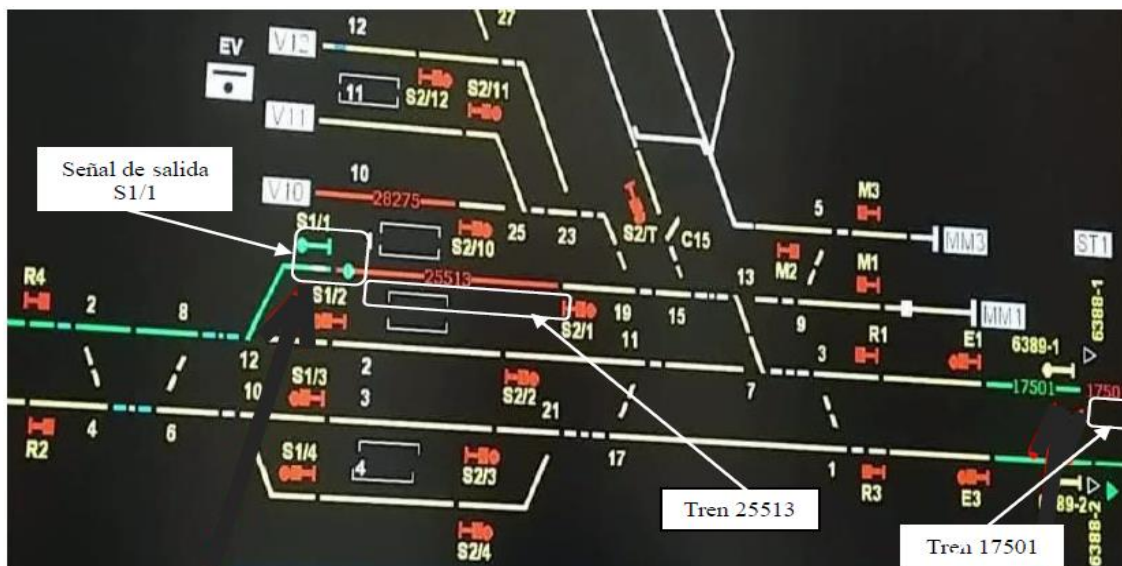 27
12
V12
EV
S2/12
S2/11
11
V11
Señal de salida
S1/1
10
V10
28275
S1/1
S2/10
25
23
S2/T
C15
5
M3
MM3
ST1
M2
M1
13
R4
2
8
S1/2
25513
S2/1
19
15
11
9
MM1
6388-1
R1
E1
6389-1
12
2
3
17501
1750
10
S1/3
3
S2/2
7
21
R2
4
6
S1/4
4
S2/3
17
1
R3
E3
89-2
6388-2
S2/4
Tren 25513
Tren 17501